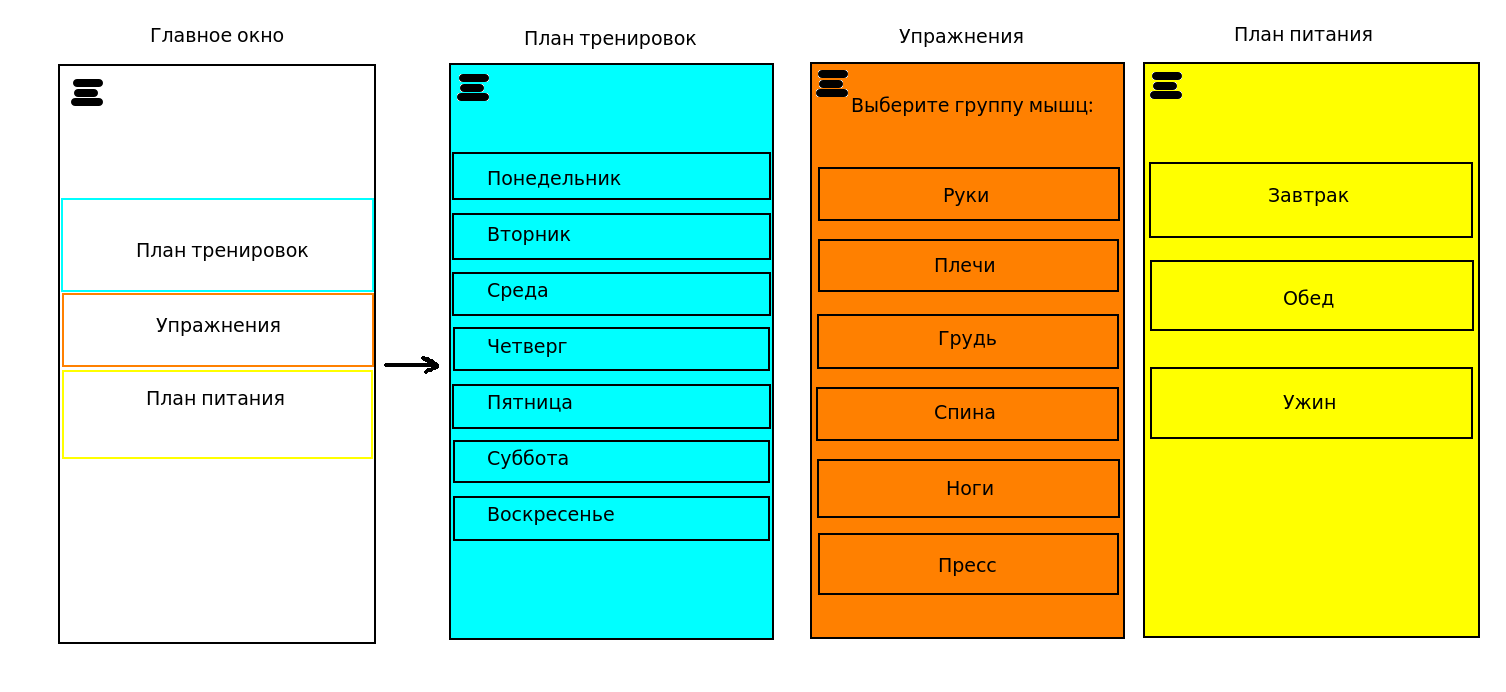 Главное окно
План тренировок
Упражнения
План питания
План тренировок
Понедельник
Вторник
Среда
Четверг
Пятница
Суббота
Воскресенье
Упражнения
Выберите группу мышц:
Руки
Плечи
Грудь
Спина
Ноги
Пресс
План питания
Завтрак
Обед
Ужин